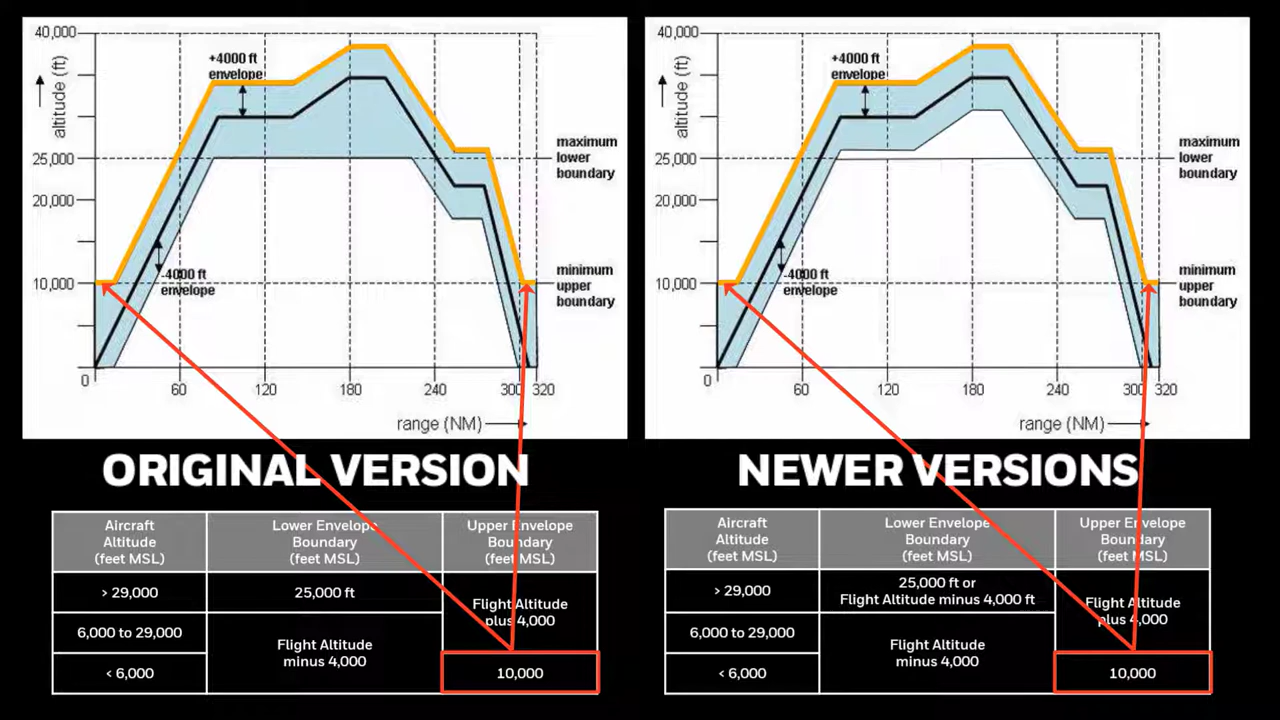 40,000
+4000 ft
envelope
altitude (ft)
maximum
lower
boundary
25,000
20,000
-4000 ft
envelope
minimum
upper
boundary
10,000
0
60
120
180
240
300
320
range (NM)
40,000
+4000 ft
envelope
altitude (ft)
maximum
lower
boundary
25,000
20,000
-4000 ft
envelope
minimum
upper
boundary
10,000
0
60
120
180
240
300
320
range (NM)
ORIGINAL VERSION
NEWER VERSIONS
Aircraft
Altitude
(feet MSL)
Lower Envelope
Boundary
(feet MSL)
Upper Envelope
Boundary
(feet MSL)
> 29,000
25,000 ft
Flight Altitude
plus 4,000
6,000 to 29,000
Flight Altitude
minus 4,000
< 6,000
10,000
Aircraft
Altitude
(feet MSL)
Lower Envelope
Boundary
(feet MSL)
Upper Envelope
Boundary
(feet MSL)
> 29,000
25,000 ft or
Flight Altitude minus 4,000 ft
Flight Altitude
plus 4,000
6,000 to 29,000
Flight Altitude
minus 4,000
< 6,000
10,000